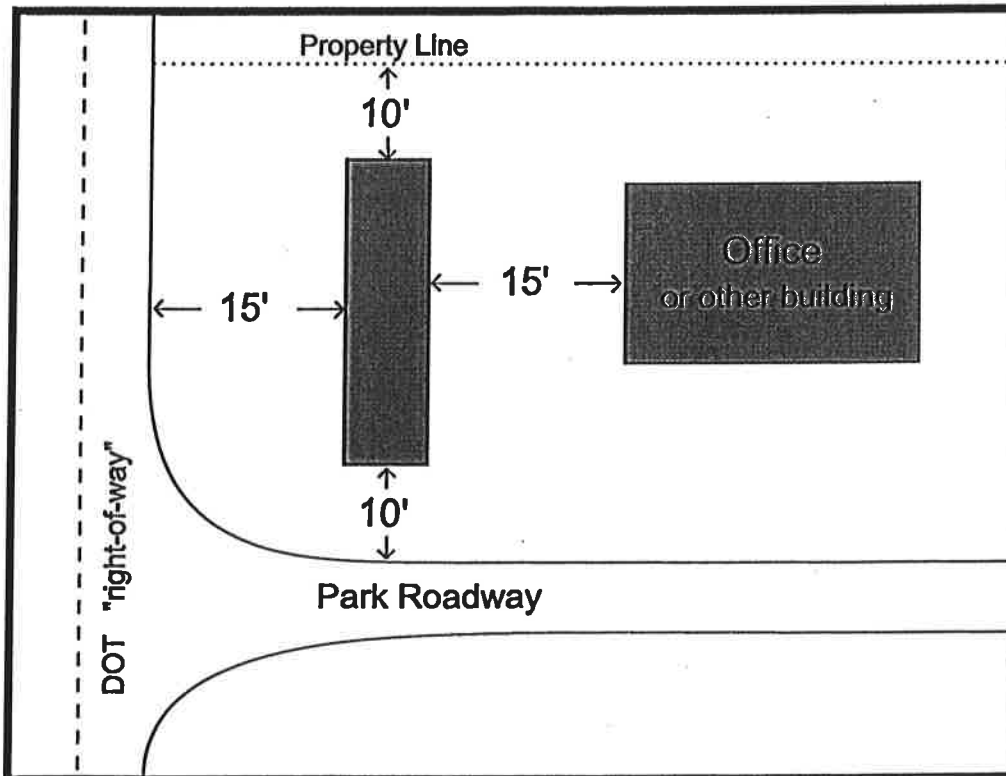 Property Line
10'
Office
or other building
15'
15'
10'
Park Roadway
DOT "right-of-way"